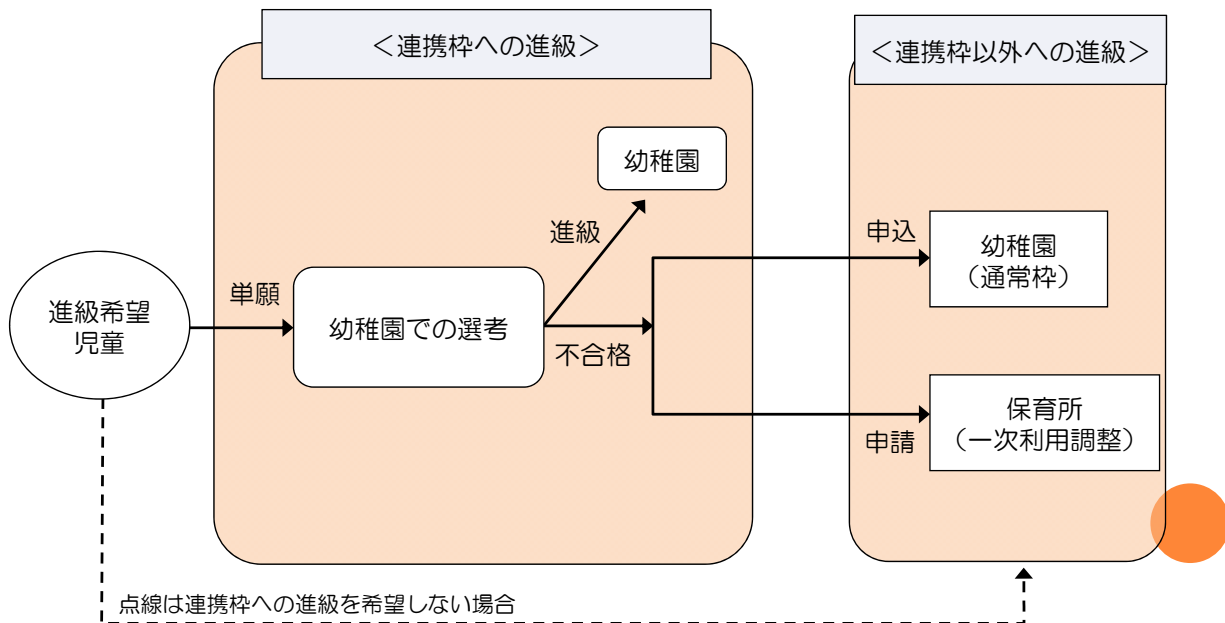 ＜連携枠への進級＞
＜連携枠以外への進級＞
幼稚園
進級
申込
幼稚園
（通常枠）
進級希望
児童
単願
幼稚園での選考
不合格
保育所
（一次利用調整）
申請
点線は連携枠への進級を希望しない場合